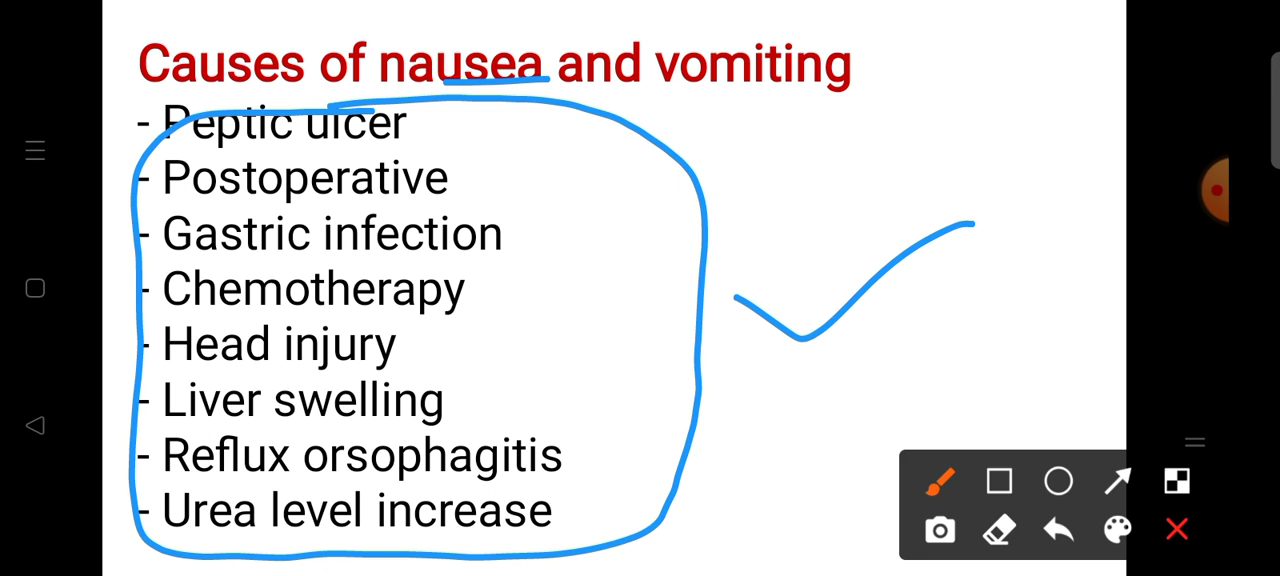 Causes of nausea and vomiting
- Peptic ulcer
- Postoperative
- Gastric infection
- Chemotherapy
- Head injury
- Liver swelling
- Reflux orsophagitis
- Urea level increase